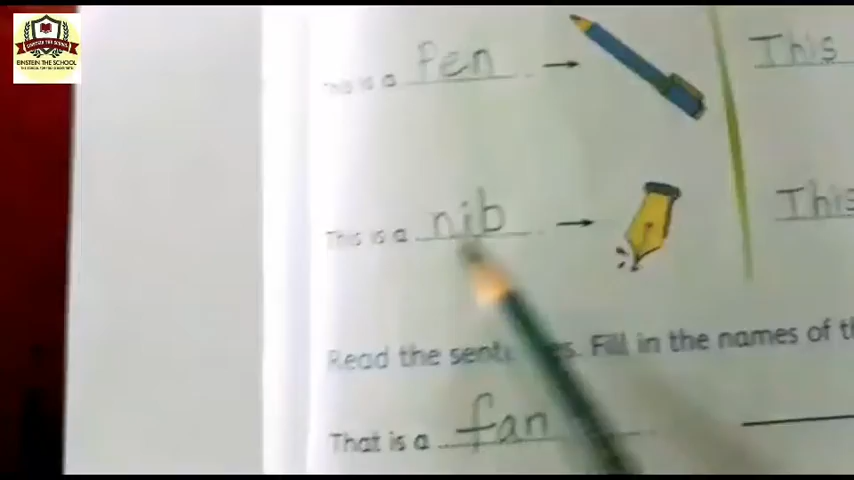 EINSTEIN THE SCHOOL
This is a Pen
This
This is a nib
This
Read the sent s. Fill in the names of th
That is a fan